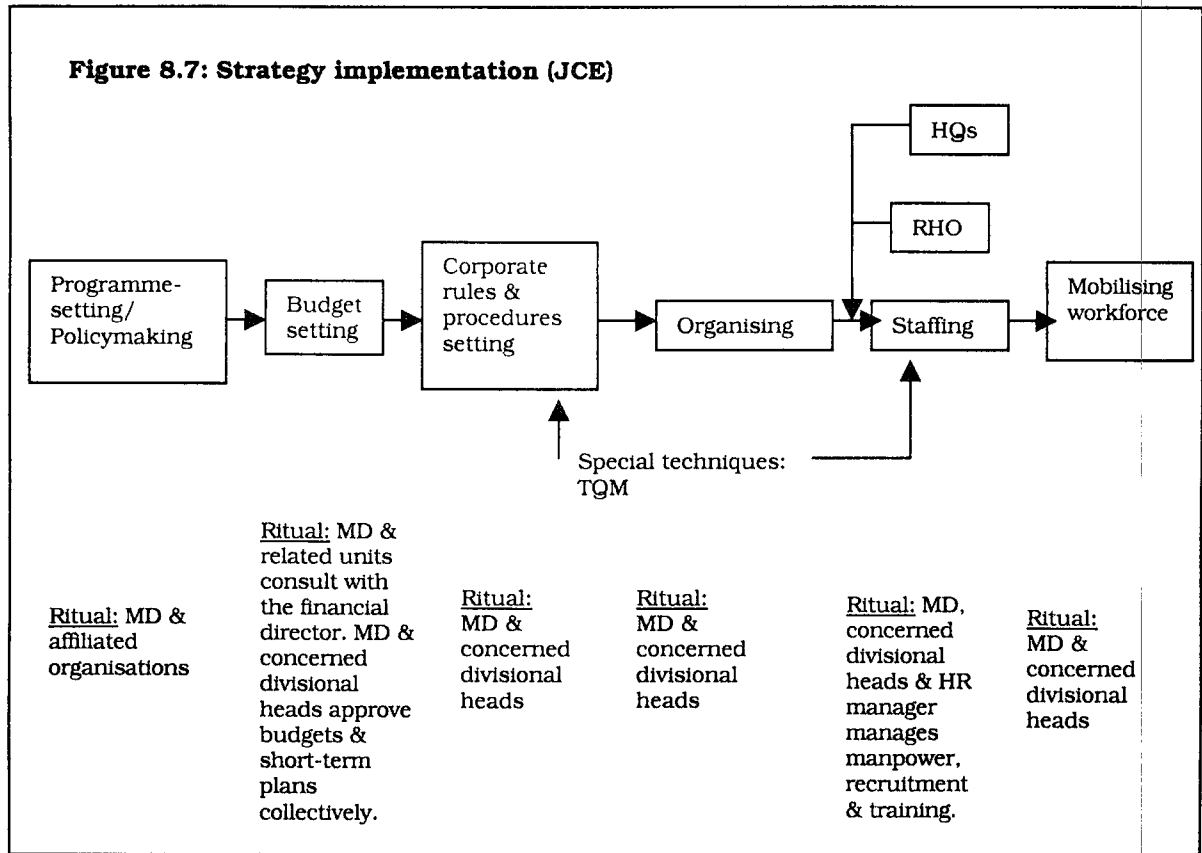 Figure 8.7: Strategy implementation (JCE)
HQs
RHO
Programme-
setting/
Policymaking
Budget
setting
Corporate
rules &
procedures
setting
Organising
Staffing
Mobilising
workforce
Special techniques:
TQM
Ritual: MD &
affiliated
organisations
Ritual: MD &
related units
consult with
the financial
director. MD &
concerned
divisional
heads approve
budgets &
short-term
plans
collectively.
Ritual:
MD &
concerned
divisional
heads
Ritual:
MD &
concerned
divisional
heads
Ritual: MD,
concerned
divisional
heads & HR
manager
manages
manpower,
recruitment
& training.
Ritual:
MD &
concerned
divisional
heads